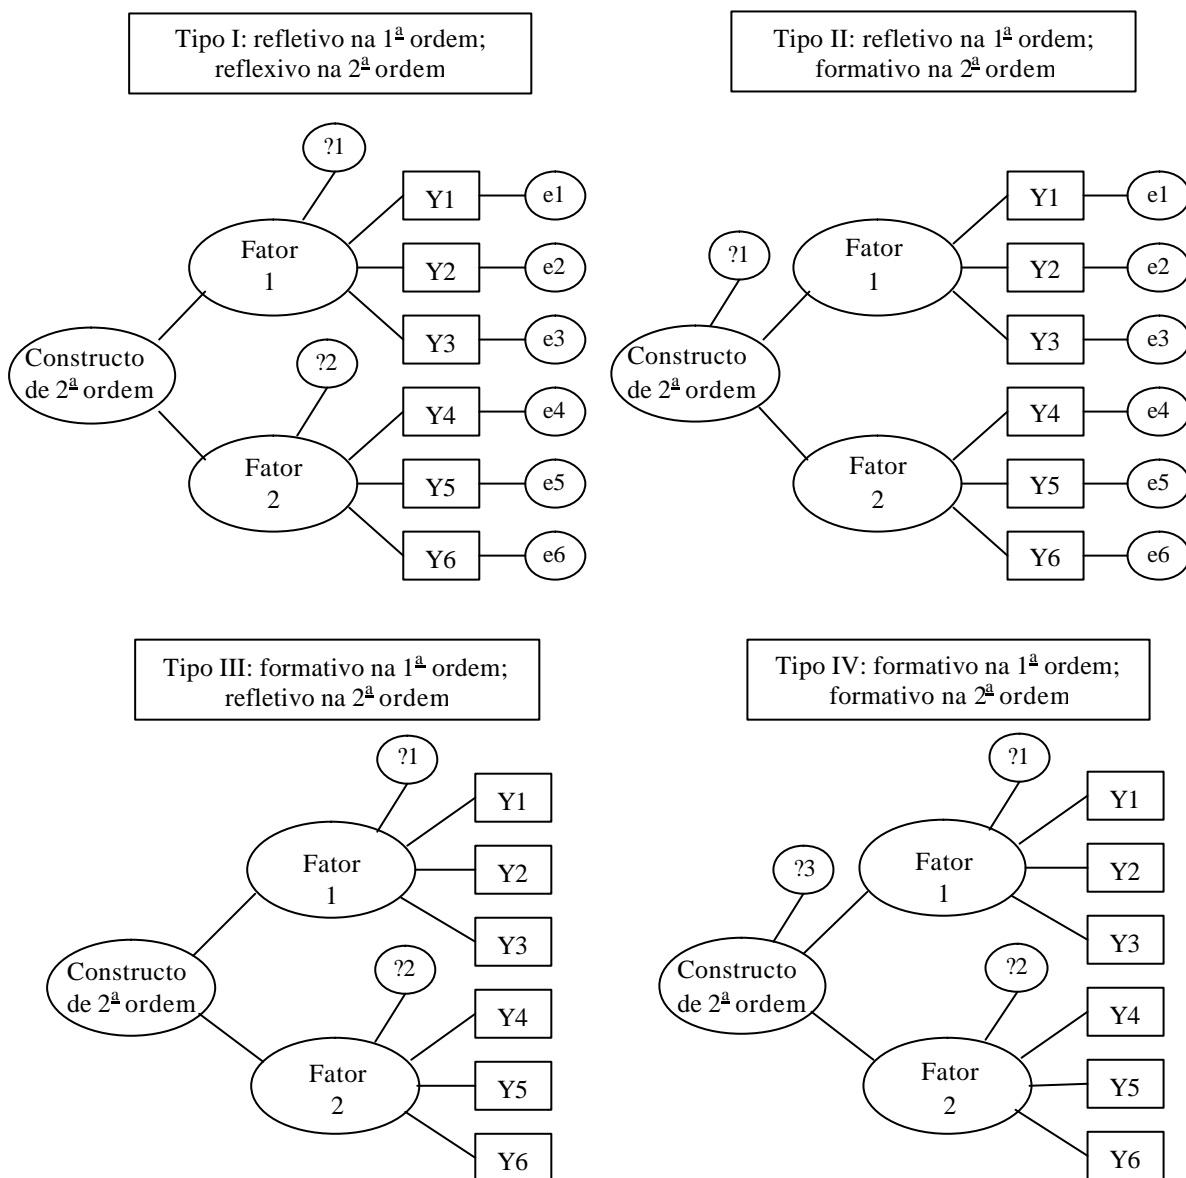 Tipo I: refletivo na 1ª ordem;
reflexivo na 2ª ordem
?1
Y1
e1
Fator
1
Y2
e2
Y3
e3
Constructo
de 2ª ordem
?2
Y4
e4
Fator
2
Y5
e5
Y6
e6
Tipo II: refletivo na 1ª ordem;
formativo na 2ª ordem
?1
Y1
e1
Fator
1
Y2
e2
Y3
e3
Constructo
de 2ª ordem
Y4
e4
Fator
2
Y5
e5
Y6
e6
Tipo III: formativo na 1ª ordem;
refletivo na 2ª ordem
?1
Y1
Fator
1
Y2
Y3
Constructo
de 2ª ordem
?2
Y4
Fator
2
Y5
Y6
Tipo IV: formativo na 1ª ordem;
formativo na 2ª ordem
?1
Y1
?3
Fator
1
Y2
Y3
Constructo
de 2ª ordem
?2
Y4
Fator
2
Y5
Y6